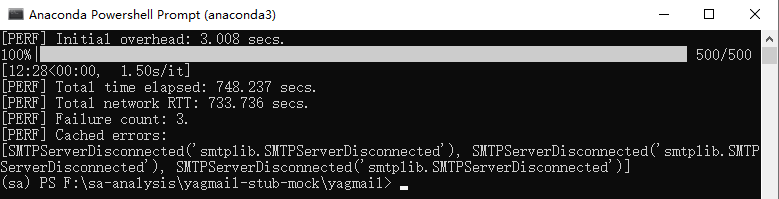 Anaconda Powershell Prompt (anaconda3)
[PERF] Initial overhead: 3.008 secs.
100%| 500/500
[12:28<00:00, 1.50s/it]
[PERF] Total time elapsed: 748.237 secs.
[PERF] Total network RTT: 733.736 secs.
[PERF] Failure count: 3.
[PERF] Cached errors:
[SMTPServerDisconnected('smtplib.SMTPServerDisconnected'), SMTPServerDisconnected('smtplib.SMTP
ServerDisconnected'), SMTPServerDisconnected('smtplib.SMTPServerDisconnected')]
(sa) PS F:\sa-analysis\yagmail-stub-mock\yagmail>